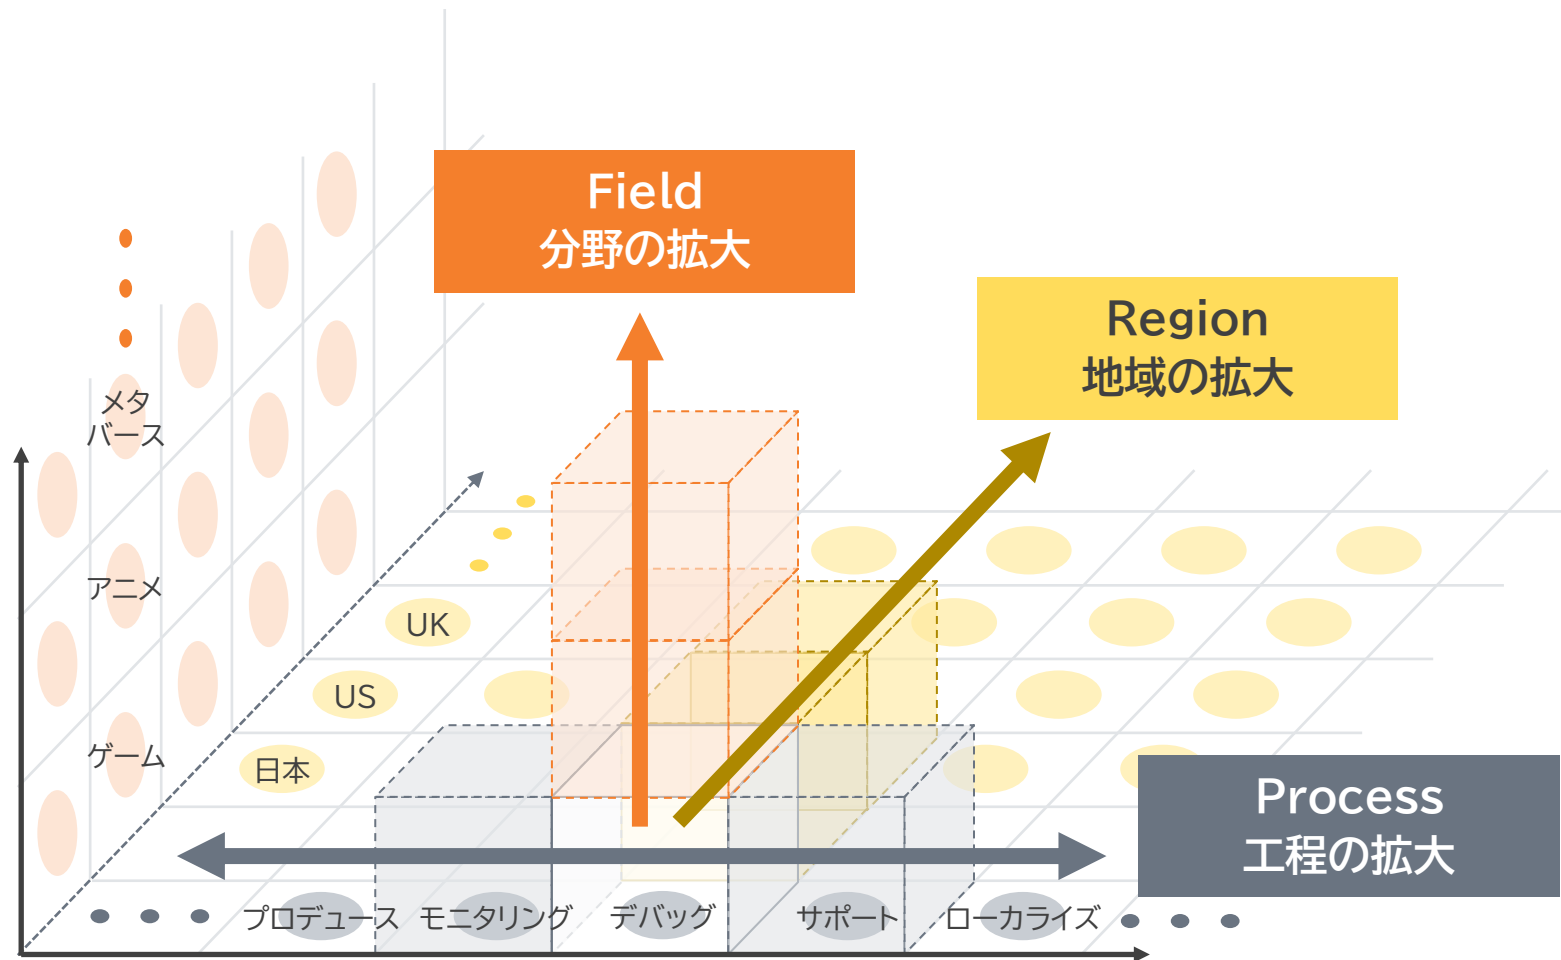 Field
分野の拡大
Region
地域の拡大
メタ
バース
アニメ
UK
US
ゲーム
日本
Process
工程の拡大
プロデュース
モニタリング
デバッグ
サポート
ローカライズ